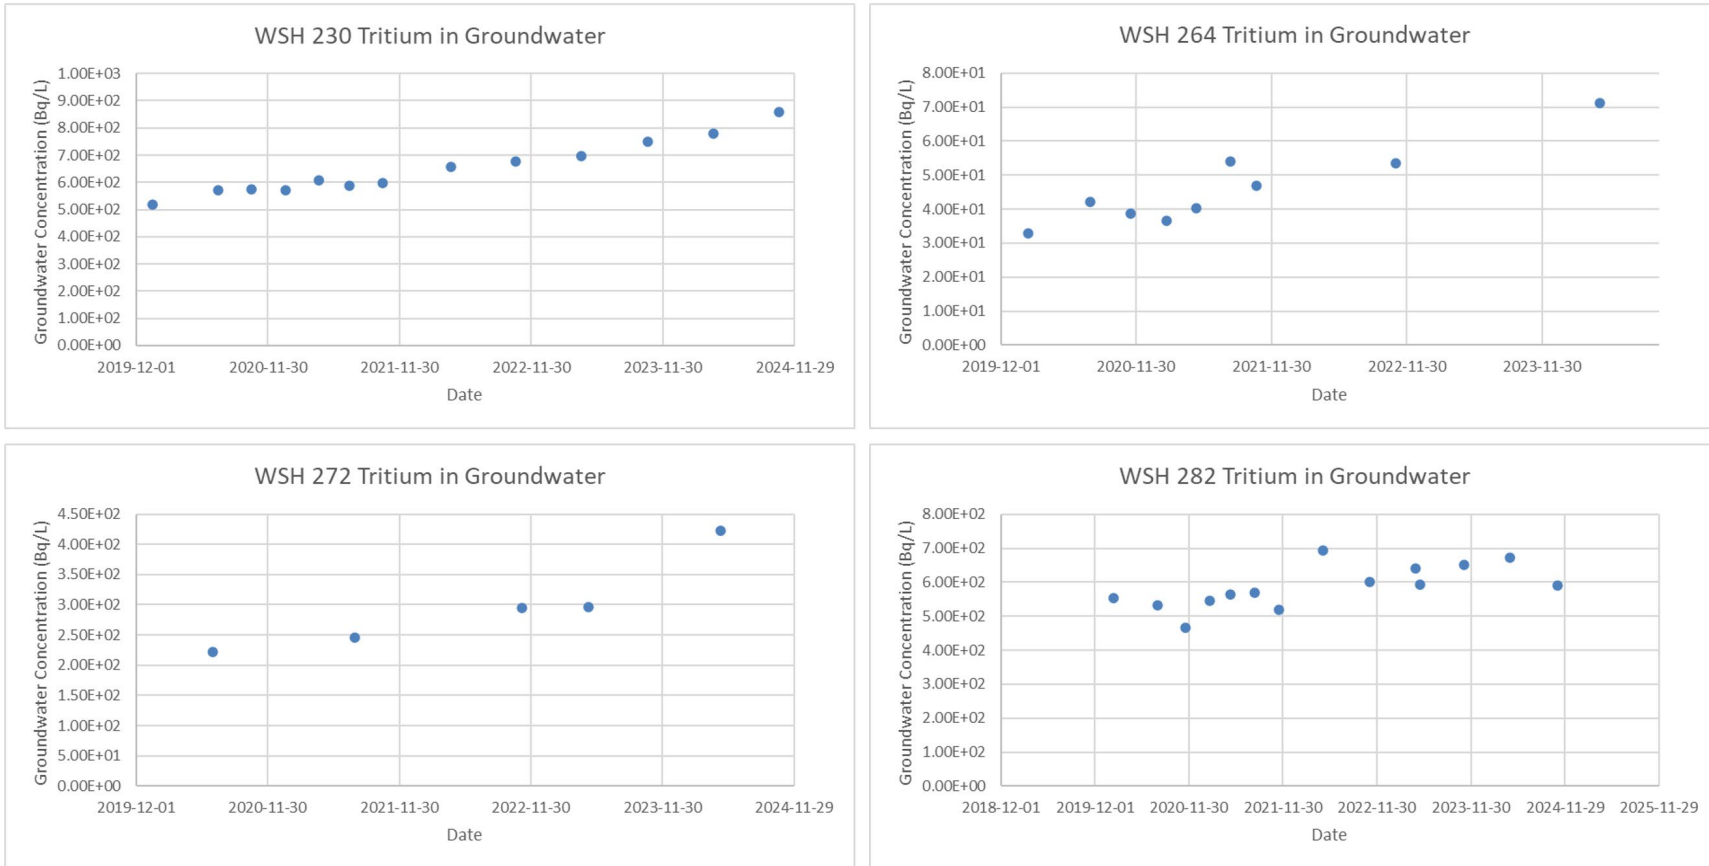 WSH 230 Tritium in Groundwater
Groundwater Concentration (Bq/L)
1.00E+03
9.00E+02
8.00E+02
7.00E+02
6.00E+02
5.00E+02
4.00E+02
3.00E+02
2.00E+02
1.00E+02
0.00E+00
2019-12-01 2020-11-30 2021-11-30 2022-11-30 2023-11-30 2024-11-29
Date
WSH 264 Tritium in Groundwater
Groundwater Concentration (Bq/L)
8.00E+01
7.00E+01
6.00E+01
5.00E+01
4.00E+01
3.00E+01
2.00E+01
1.00E+01
0.00E+00
2019-12-01 2020-11-30 2021-11-30 2022-11-30 2023-11-30
Date
WSH 272 Tritium in Groundwater
Groundwater Concentration (Bq/L)
4.50E+02
4.00E+02
3.50E+02
3.00E+02
2.50E+02
2.00E+02
1.50E+02
1.00E+02
5.00E+01
0.00E+00
2019-12-01 2020-11-30 2021-11-30 2022-11-30 2023-11-30 2024-11-29
Date
WSH 282 Tritium in Groundwater
Groundwater Concentration (Bq/L)
8.00E+02
7.00E+02
6.00E+02
5.00E+02
4.00E+02
3.00E+02
2.00E+02
1.00E+02
0.00E+00
2018-12-01 2019-12-01 2020-11-30 2021-11-30 2022-11-30 2023-11-30 2024-11-29 2025-11-29
Date